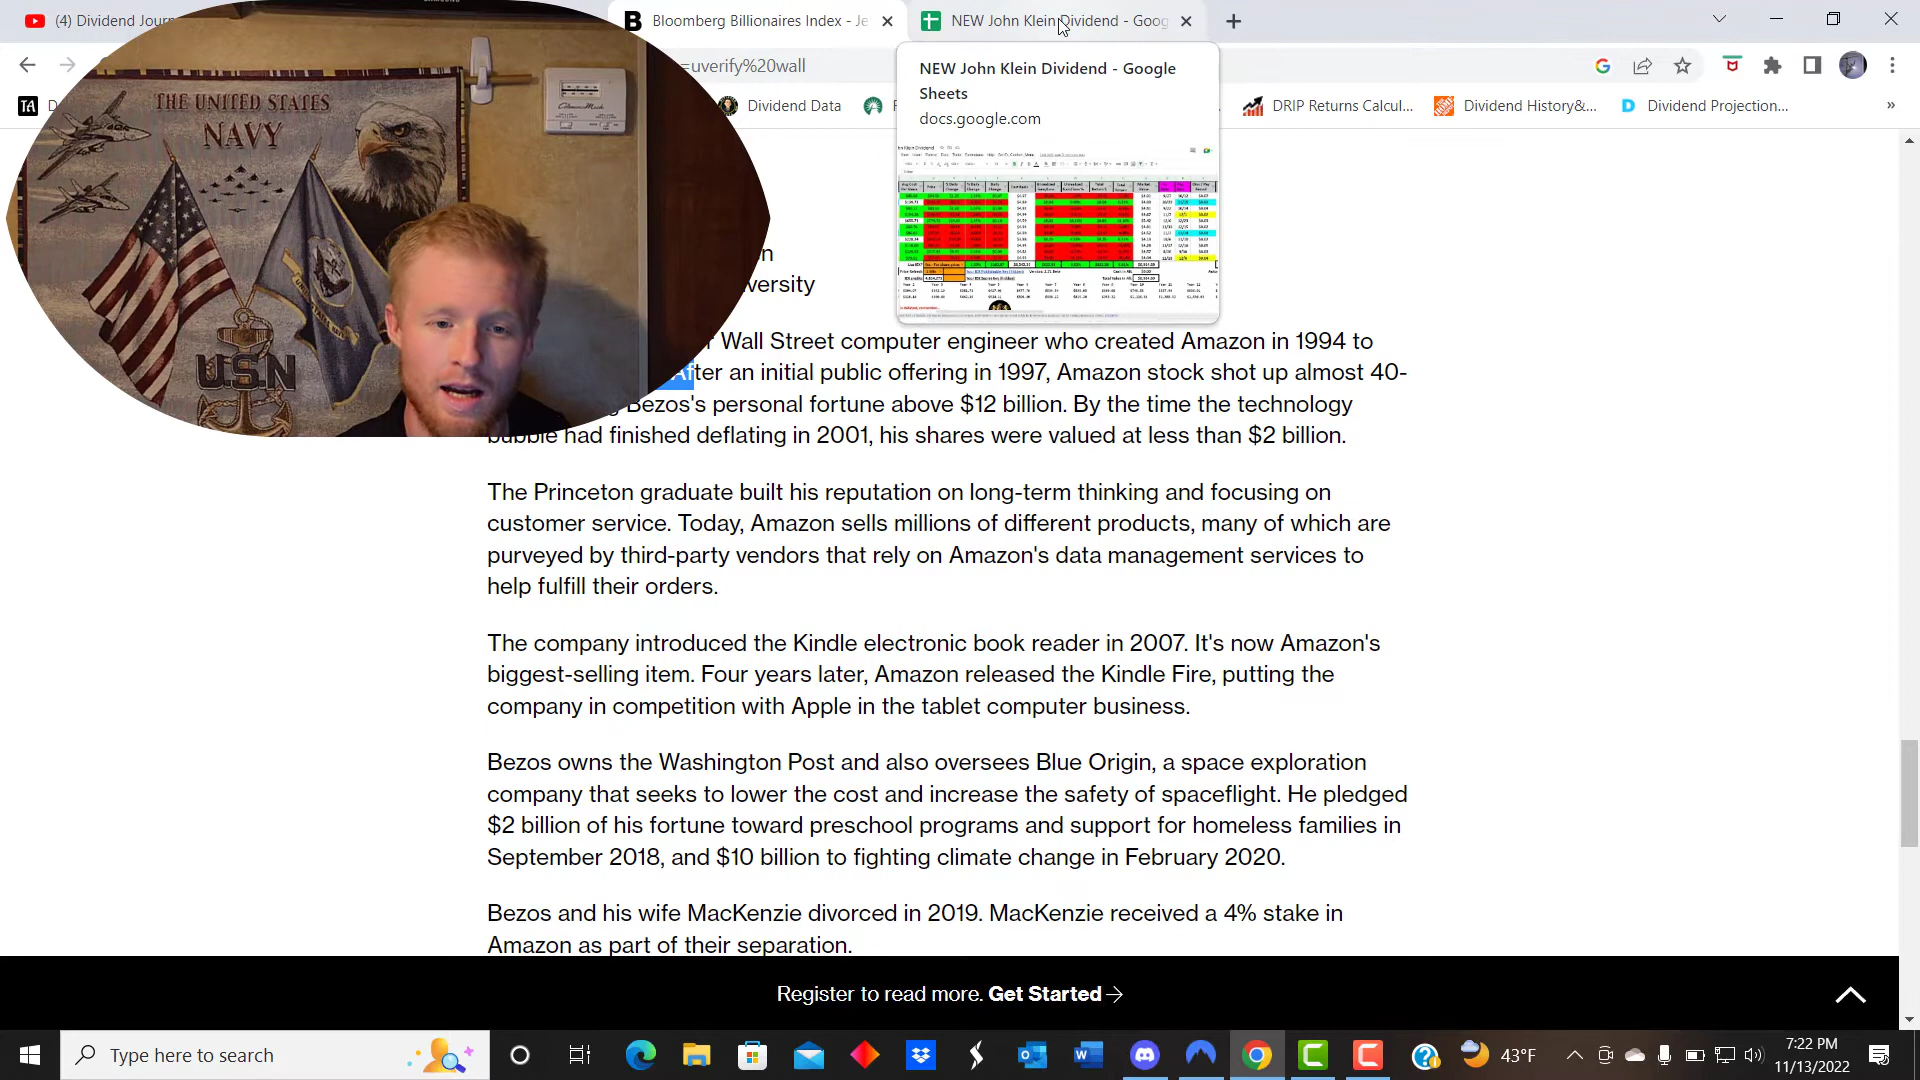 (4) Dividend Jour
Bloomberg Billionaires Index - Je
NEW John Klein Dividend - Goog
=uverify%20wall
NEW John Klein Dividend - Google
Sheets
docs.google.com
Dividend Data
DRIP Returns Calcul...
Dividend History&...
Dividend Projection...
»
THE UNITED STATES
NAVY
U.S.N
versity
r Wall Street computer engineer who created Amazon in 1994 to
After an initial public offering in 1997, Amazon stock shot up almost 40-
Bezos's personal fortune above $12 billion. By the time the technology
bubble had finished deflating in 2001, his shares were valued at less than $2 billion.
The Princeton graduate built his reputation on long-term thinking and focusing on
customer service. Today, Amazon sells millions of different products, many of which are
purveyed by third-party vendors that rely on Amazon's data management services to
help fulfill their orders.
The company introduced the Kindle electronic book reader in 2007. It's now Amazon's
biggest-selling item. Four years later, Amazon released the Kindle Fire, putting the
company in competition with Apple in the tablet computer business.
Bezos owns the Washington Post and also oversees Blue Origin, a space exploration
company that seeks to lower the cost and increase the safety of spaceflight. He pledged
$2 billion of his fortune toward preschool programs and support for homeless families in
September 2018, and $10 billion to fighting climate change in February 2020.
Bezos and his wife MacKenzie divorced in 2019. MacKenzie received a 4% stake in
Amazon as part of their separation.
Register to read more. Get Started
Type here to search
43°F
7:22 PM
11/13/2022